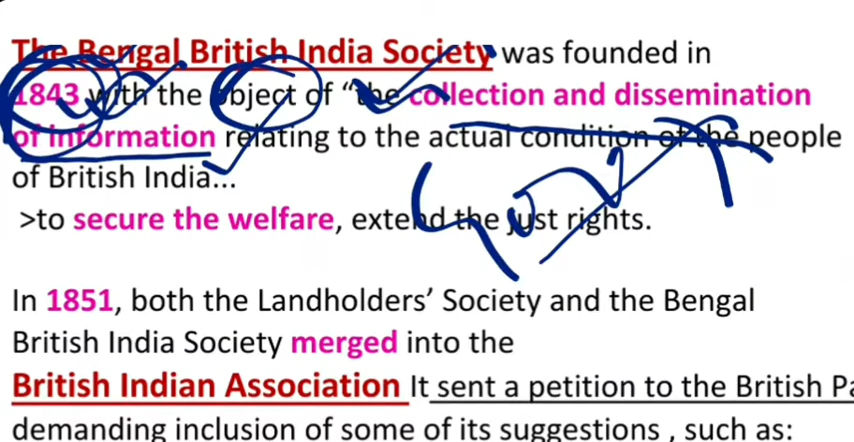 The Bengal British India Society was founded in
1843 with the object of “the collection and dissemination
of information relating to the actual condition of the people
of British India...
>to secure the welfare, extend the just rights.
In 1851, both the Landholders’ Society and the Bengal
British India Society merged into the
British Indian Association It sent a petition to the British Pa
demanding inclusion of some of its suggestions , such as: